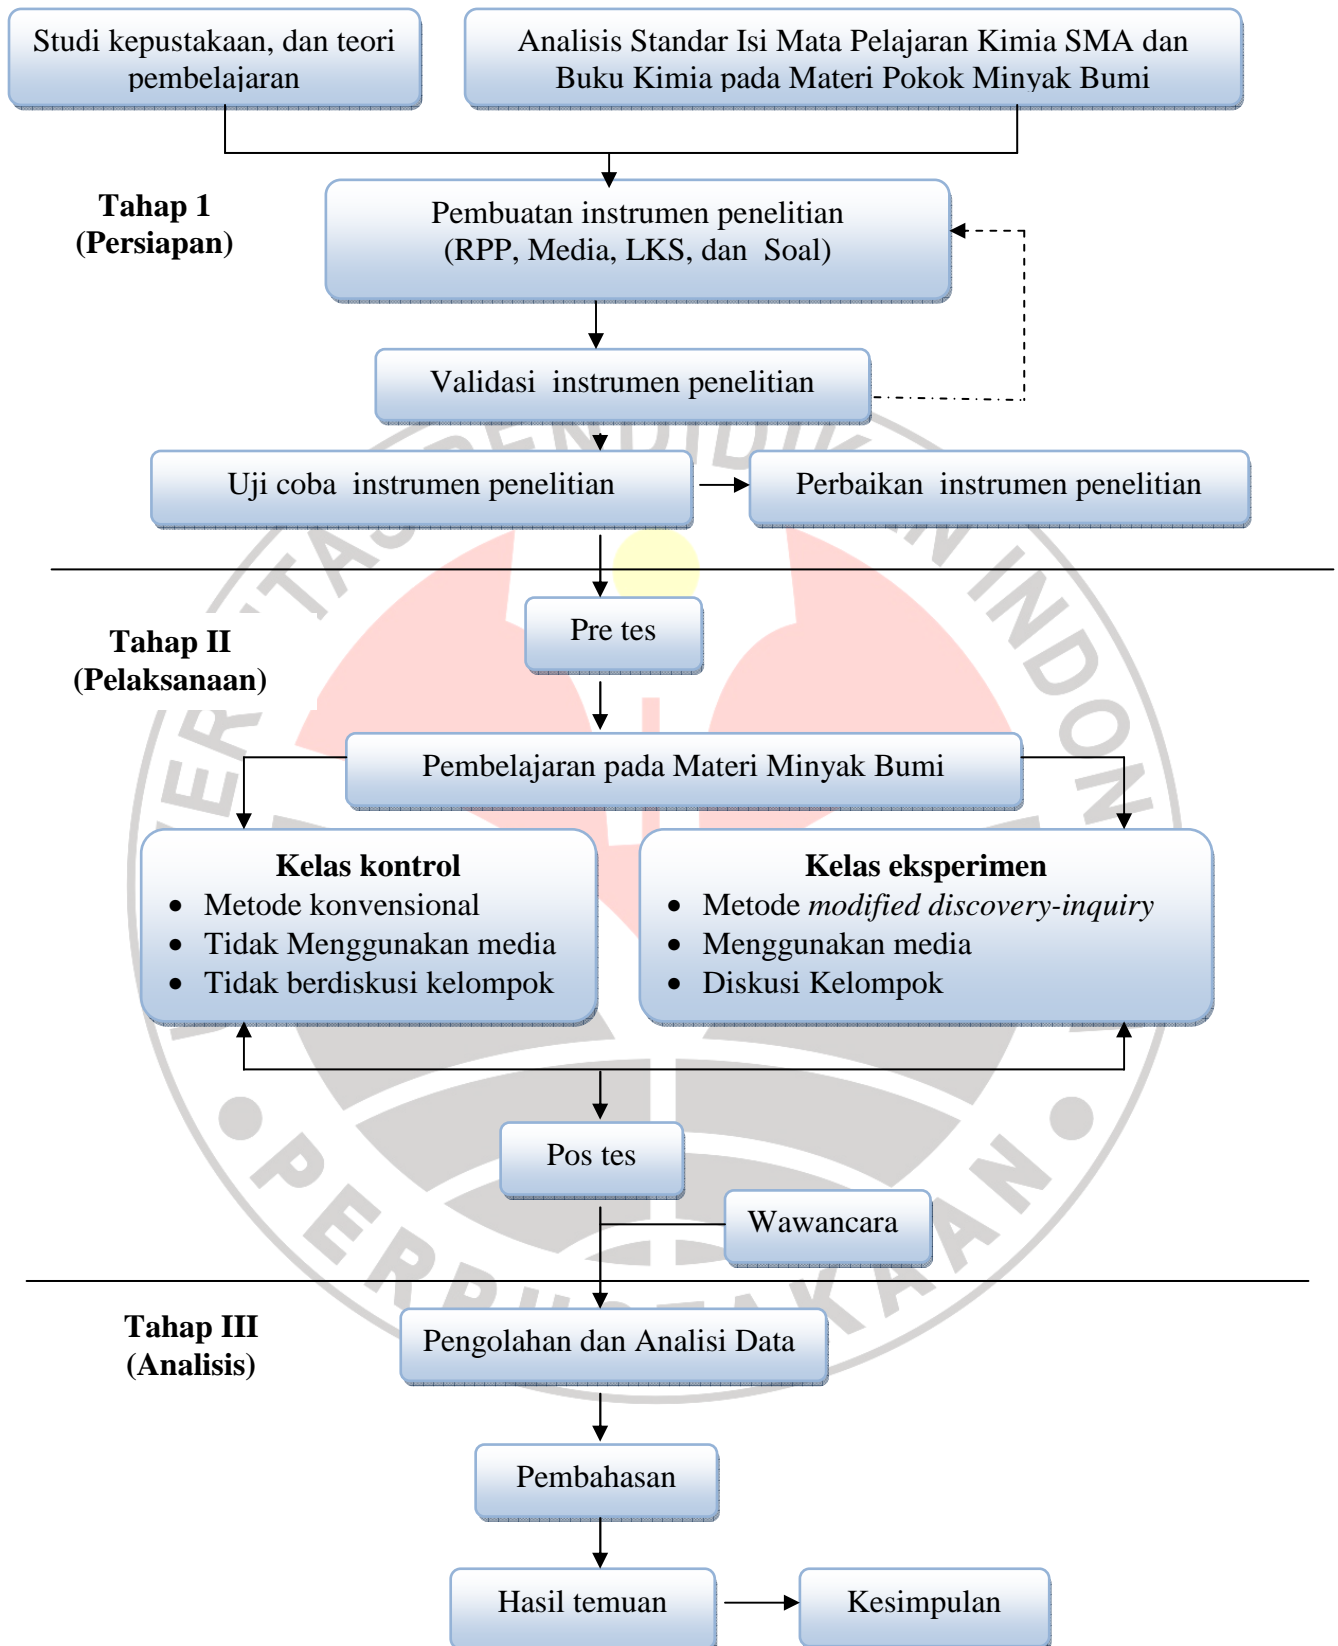 Studi kepustakaan, dan teori
pembelajaran
Analisis Standar Isi Mata Pelajaran Kimia SMA dan
Buku Kimia pada Materi Pokok Minyak Bumi
Tahap 1
(Persiapan)
Pembuatan instrumen penelitian
(RPP, Media, LKS, dan Soal)
Validasi instrumen penelitian
Uji coba instrumen penelitian
Perbaikan instrumen penelitian
Tahap II
(Pelaksanaan)
Pre tes
Pembelajaran pada Materi Minyak Bumi
Kelas kontrol
• Metode konvensional
• Tidak Menggunakan media
• Tidak berdiskusi kelompok
Kelas eksperimen
• Metode modified discovery-inquiry
• Menggunakan media
• Diskusi Kelompok
Pos tes
Wawancara
Tahap III
(Analisis)
Pengolahan dan Analisi Data
Pembahasan
Hasil temuan
Kesimpulan
PERPUSTAKAAN